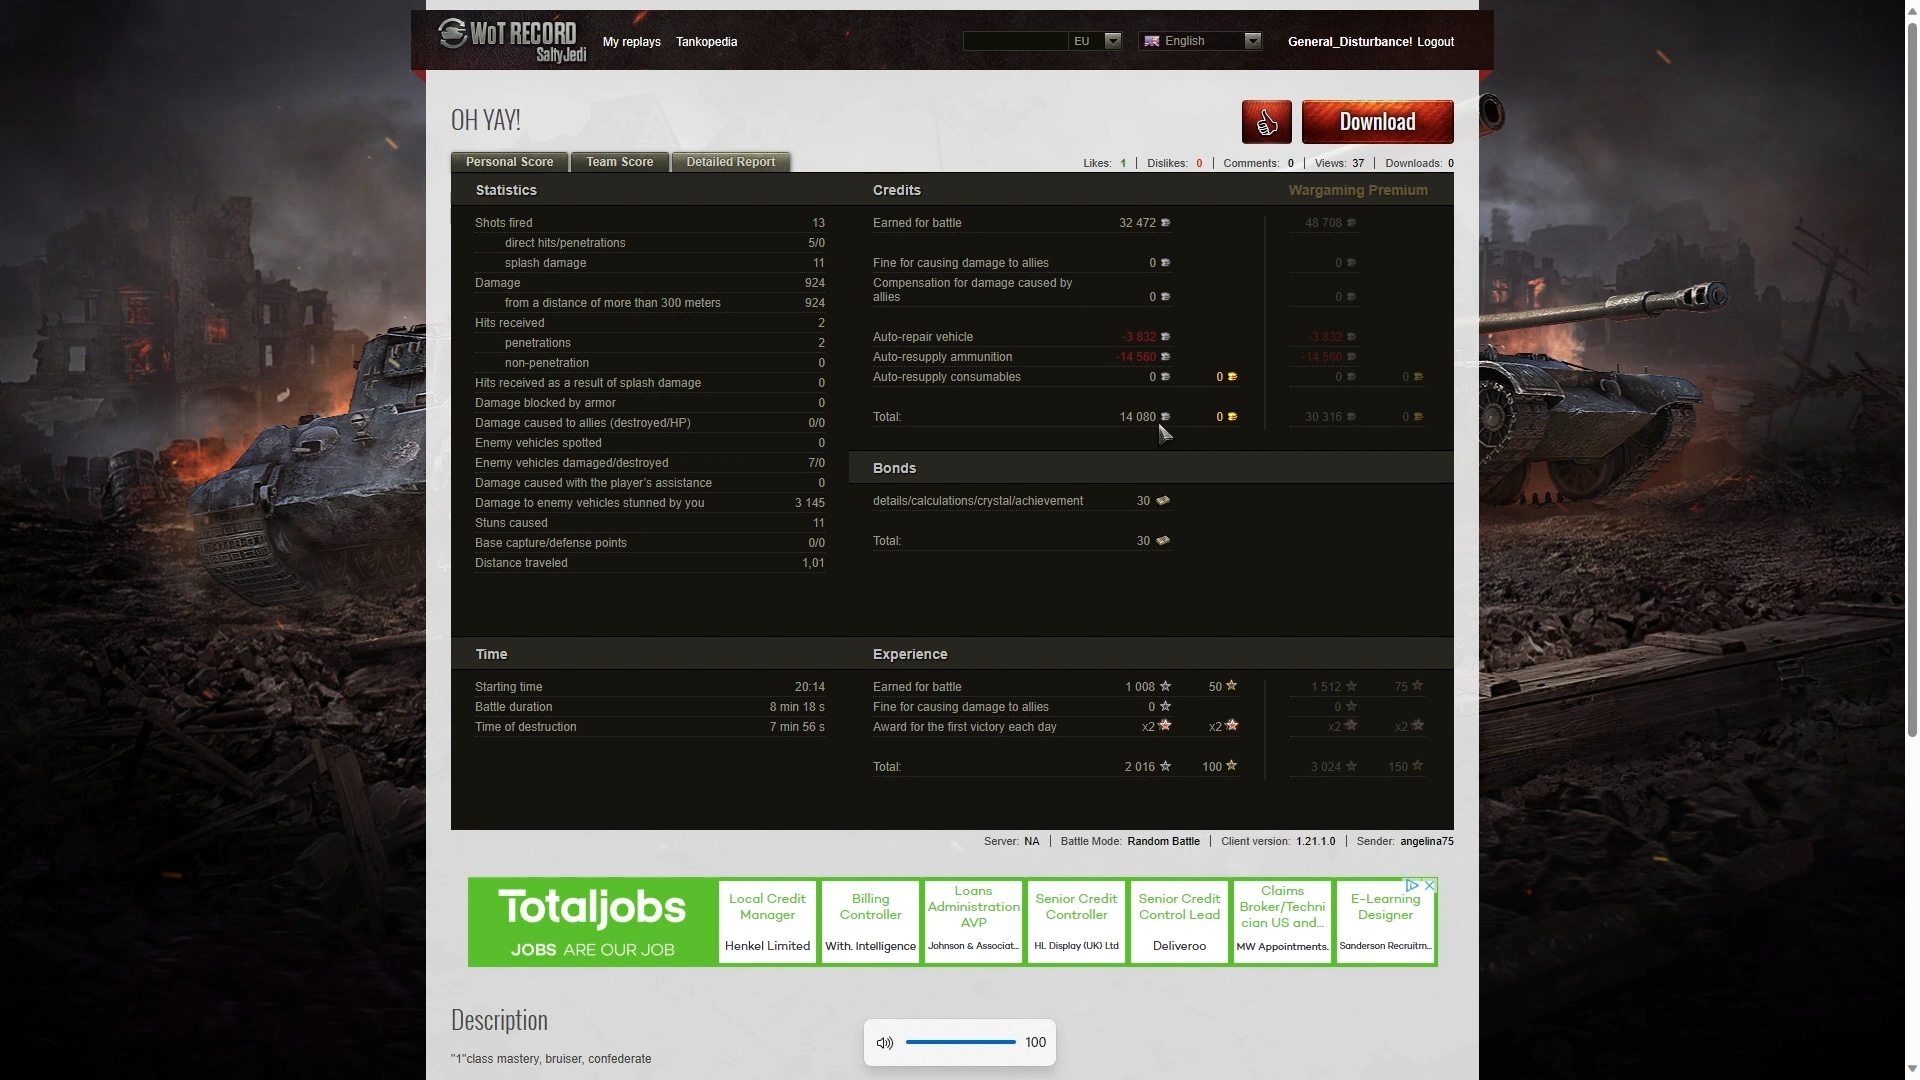 WoT RECORD
SaltyJedi
My replays
Tankopedia
EU
English
General_Disturbance! Logout
OH YAY!
Download
Personal Score
Team Score
Detailed Report
Likes: 1 | Dislikes: 0 | Comments: 0 | Views: 37 | Downloads: 0
Statistics
Shots fired 13
direct hits/penetrations 5/0
splash damage 11
Damage 924
from a distance of more than 300 meters 924
Hits received 2
penetrations 2
non-penetration 0
Hits received as a result of splash damage 0
Damage blocked by armor 0
Damage caused to allies (destroyed/HP) 0/0
Enemy vehicles spotted 0
Enemy vehicles damaged/destroyed 7/0
Damage caused with the player's assistance 0
Damage to enemy vehicles stunned by you 3 145
Stuns caused 11
Base capture/defense points 0/0
Distance traveled 1,01
Credits
Wargaming Premium
Earned for battle 32 472 48 708
Fine for causing damage to allies 0 0
Compensation for damage caused by
allies 0 0
Auto-repair vehicle -3 832 -3 832
Auto-resupply ammunition -14 560 -14 560
Auto-resupply consumables 0 0 0 0
Total: 14 080 0 30 316 0
Bonds
details/calculations/crystal/achievement 30
Total: 30
Time
Starting time 20:14
Battle duration 8 min 18 s
Time of destruction 7 min 56 s
Experience
Earned for battle 1 008 50 1 512 75
Fine for causing damage to allies 0 0
Award for the first victory each day x2 x2 x2 x2
Total: 2 016 100 3 024 150
Server: NA | Battle Mode: Random Battle | Client version: 1.21.1.0 | Sender: angelina75
Totaljobs
JOBS ARE OUR JOB
Local Credit
Manager
Henkel Limited
Billing
Controller
With. Intelligence
Loans
Administration
AVP
Johnson & Associat...
Senior Credit
Controller
HL Display (UK) Ltd
Senior Credit
Control Lead
Deliveroo
Claims
Broker/Techni
cian US and...
MW Appointments.
E-Learning
Designer
Sanderson Recruitm...
Description
"1"class mastery, bruiser, confederate
100